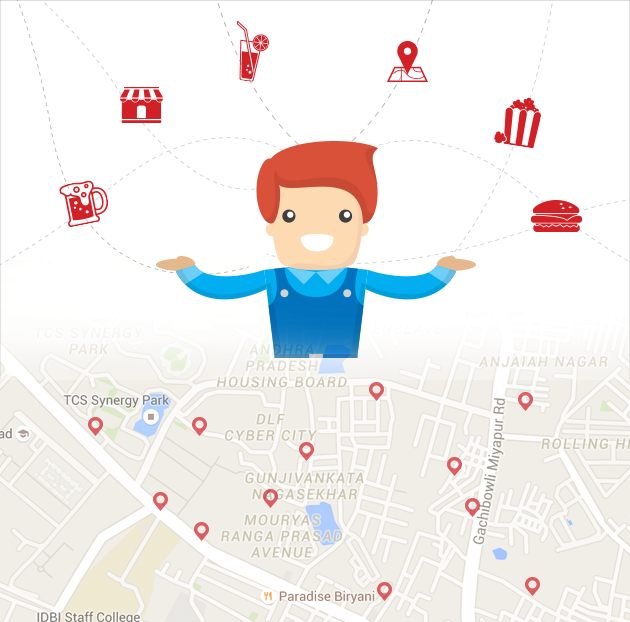 TCS SYNERGY
PARK
ANDHRA
PRADESH
HOUSING BOARD
ANJAIAH NAGAR
TCS Synergy Park
DLF
CYBER CITY
ad
ROLLING HI
Gachibowli Miyapur Rd
GUNJIVANKATA
NAGASEKHAR
MOURYAS
RANGA PRASAD
AVENUE
Paradise Biryani
IDBI Staff College